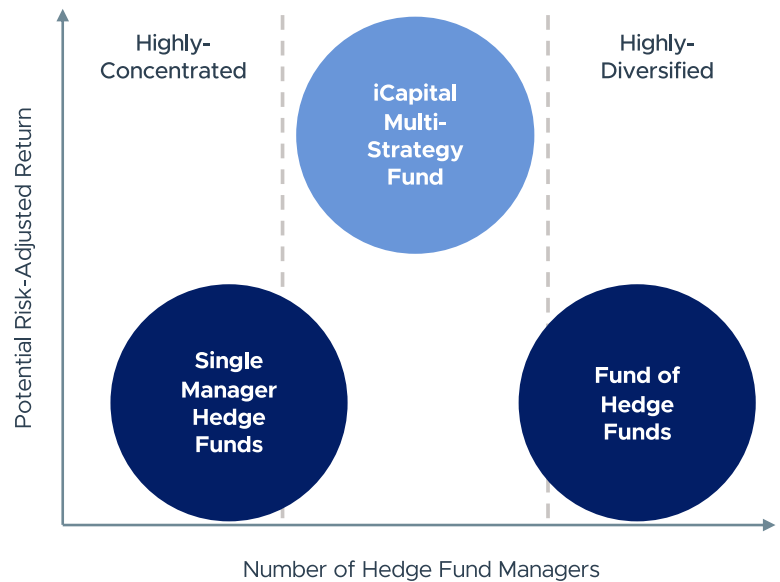 Highly-
Concentrated
Highly-
Diversified
iCapital
Multi-
Strategy
Fund
Potential Risk-Adjusted Return
Single
Manager
Hedge
Funds
Fund of
Hedge
Funds
Number of Hedge Fund Managers